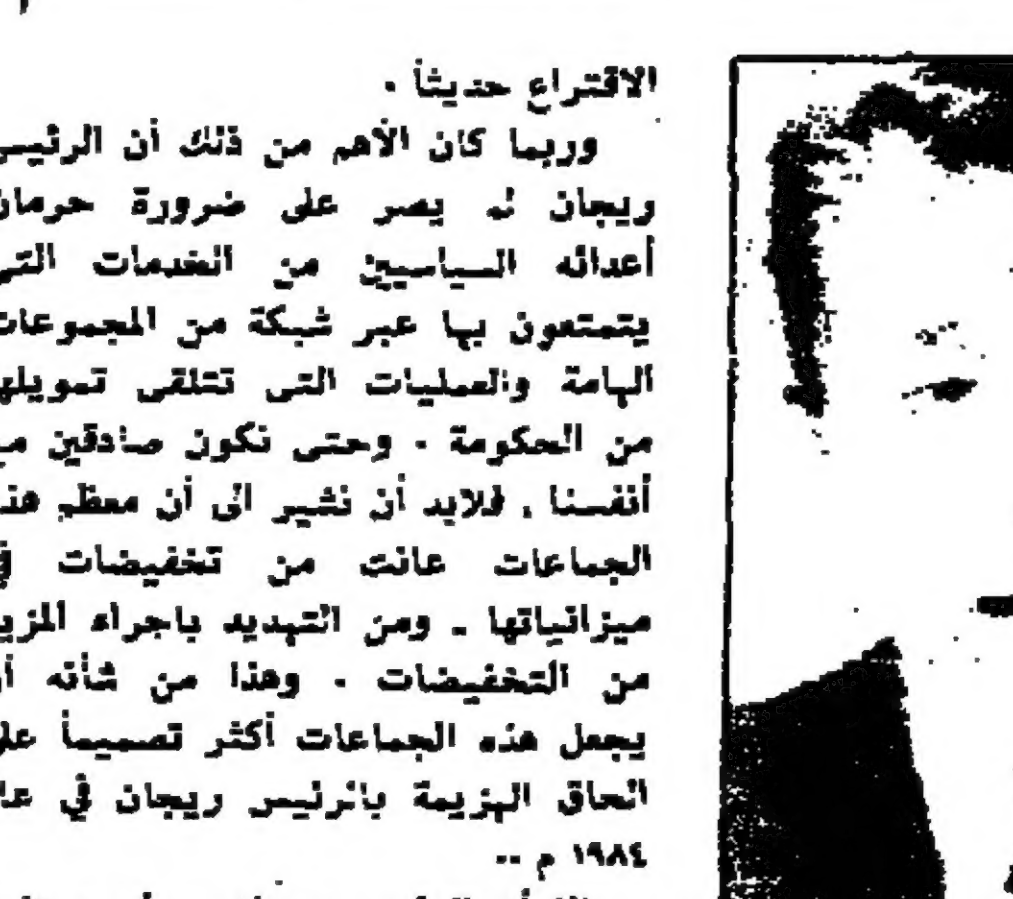 الاقتراع حديثاً .
وربما كان الأهم من ذلك أن الرئيس
ريجان لم يصر على ضرورة حرمان
أعدائه السياسيين من الخدمات التى
يتمتعون بها عبر شبكة من المجموعات
الهامة والعمليات التى تتلقى تمويلها
من الحكومة . وحتى نكون صادقين مع
أنفسنا . فلابد أن نشير الى أن معظم هذه
الجماعات عانت من تخفيضات في
ميزانياتها .. ومن التهديد باجراء المزيد
من التخفيضات . وهذا من شأنه أن
يجعل هذه الجماعات أكثر تصميماً على
الحاق الهزيمة بالرئيس ريجان في عام
١٩٨٤ م ..